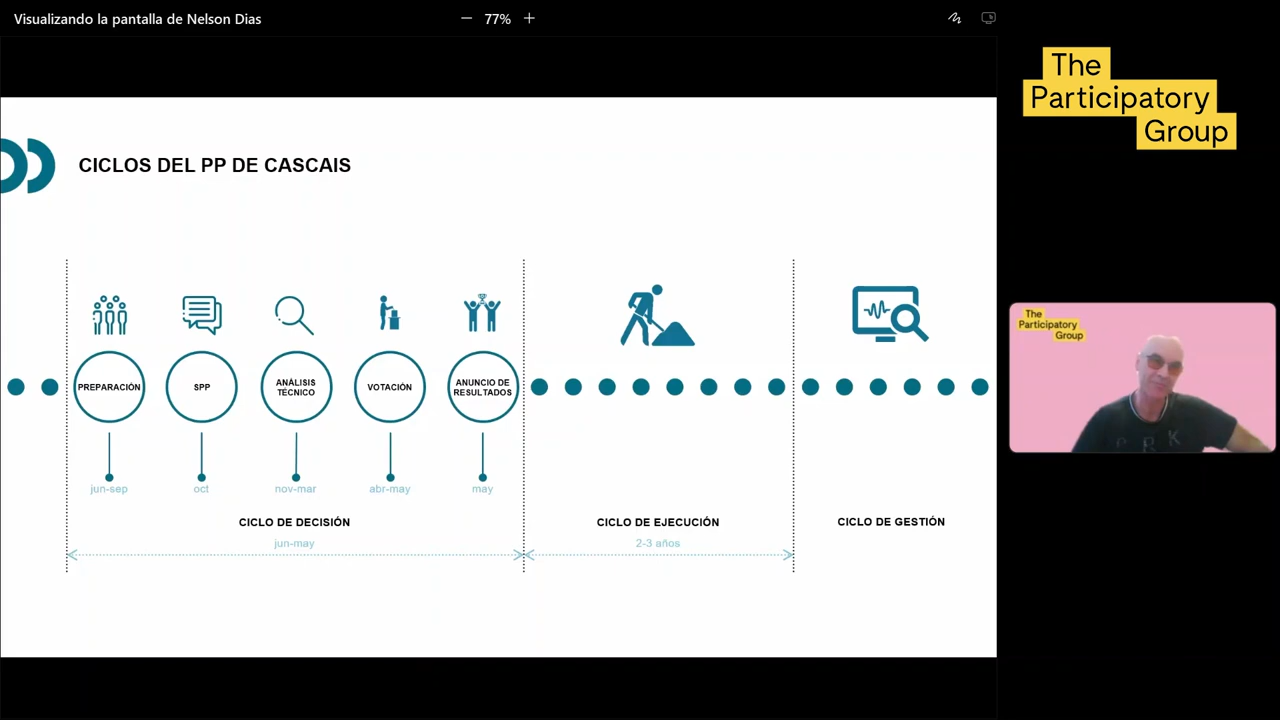 Visualizando la pantalla de Nelson Dias
77%
The
Participatory
Group
CICLOS DEL PP DE CASCAIS
PREPARACIÓN
SPP
ANÁLISIS
TÉCNICO
VOTACIÓN
ANUNCIO DE
RESULTADOS
jun-sep
oct
nov-mar
abr-may
may
CICLO DE DECISIÓN
jun-may
CICLO DE EJECUCIÓN
2-3 años
CICLO DE GESTIÓN
The
Participatory
Group